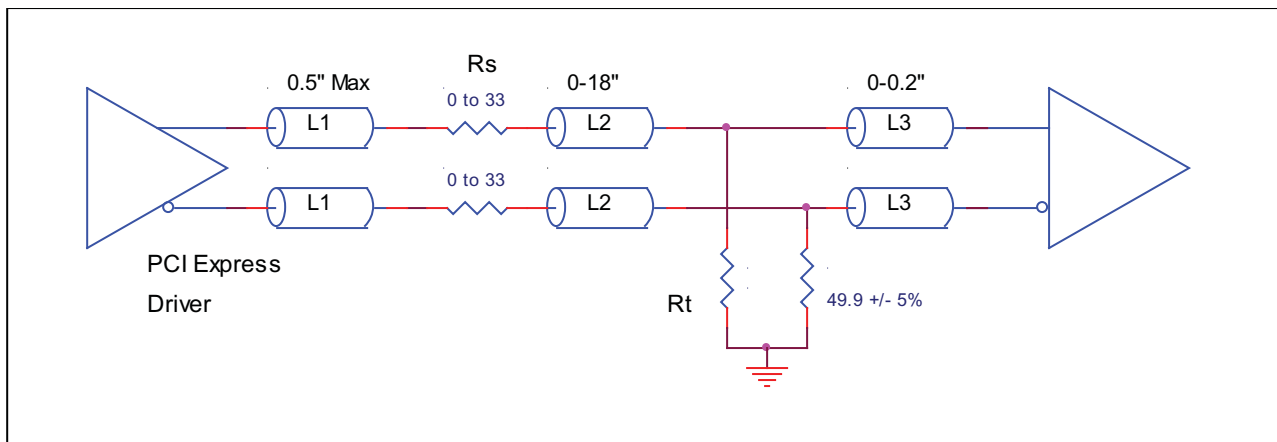 Rs
0.5" Max
0-18"
0-0.2"
0 to 33
L1
L2
L3
0 to 33
L1
L2
L3
PCI Express
Driver
Rt
49.9 +/- 5%